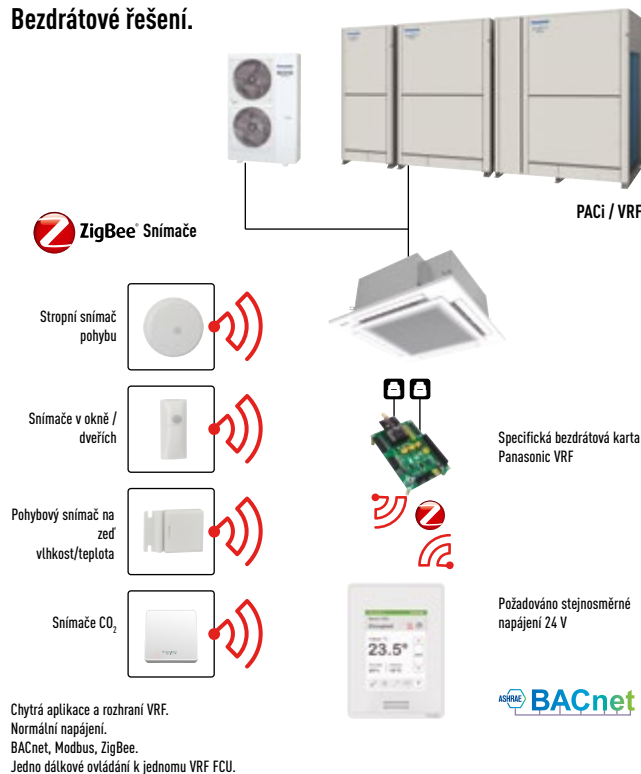 Bezdrátové řešení.
PACi / VRF
ZigBee® Snímače
Stropní snímač
pohybu
Snímače v okně /
dveřích
Specifická bezdrátová karta
Panasonic VRF
Pohybový snímač na
zeď
vlhkost/teplota
Snímače CO₂
23.5°
Požadováno stejnosměrné
napájení 24 V
ASHRAE BACnet
Chytrá aplikace a rozhraní VRF.
Normální napájení.
BACnet, Modbus, ZigBee.
Jedno dálkové ovládání k jednomu VRF FCU.